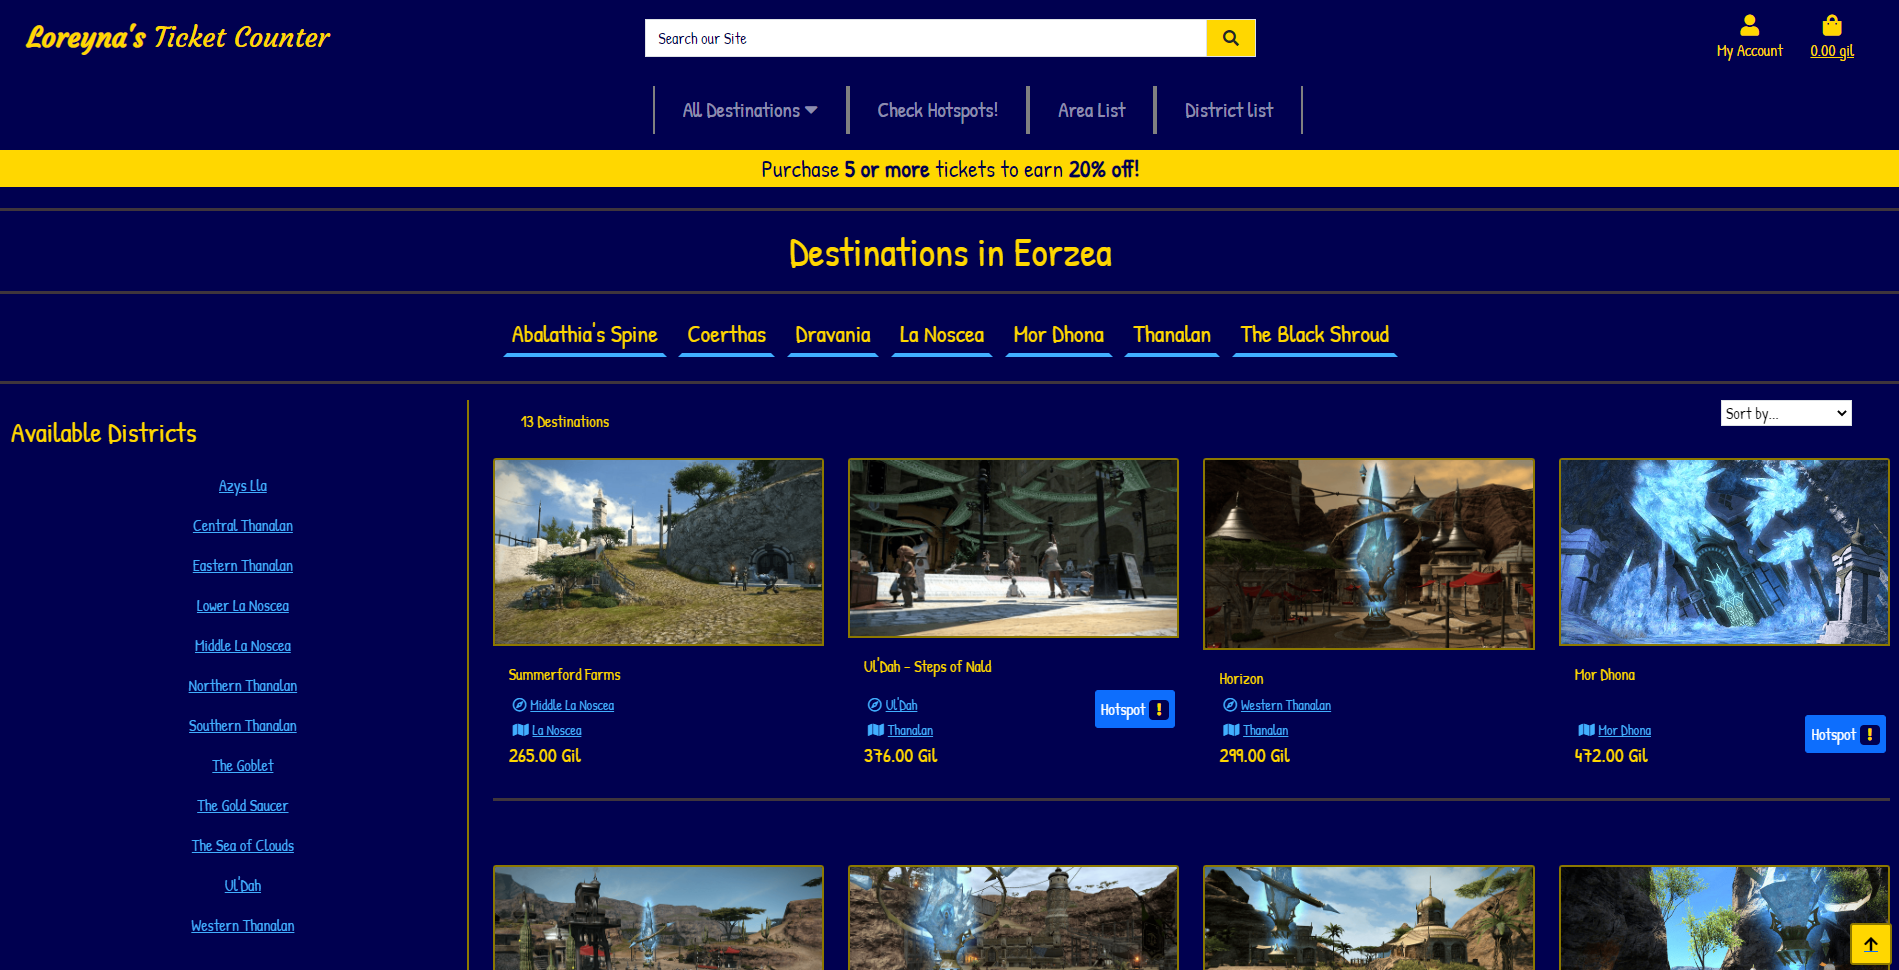 Loreyna's Ticket Counter
Search our Site
My Account
0.00 gil
All Destinations
Check Hotspots!
Area List
District list
Purchase 5 or more tickets to earn 20% off!
Destinations in Eorzea
Abalathia's Spine
Coerthas
Dravania
La Noscea
Mor Dhona
Thanalan
The Black Shroud
Available Districts
Azys Lla
Central Thanalan
Eastern Thanalan
Lower La Noscea
Middle La Noscea
Northern Thanalan
Southern Thanalan
The Goblet
The Gold Saucer
The Sea of Clouds
Ul'Dah
Western Thanalan
13 Destinations
Sort by...
Summerford Farms
Middle La Noscea
La Noscea
265.00 Gil
Ul'Dah - Steps of Nald
Ul'Dah
Thanalan
376.00 Gil
Hotspot !
Horizon
Western Thanalan
Thanalan
299.00 Gil
Mor Dhona
Mor Dhona
472.00 Gil
Hotspot !